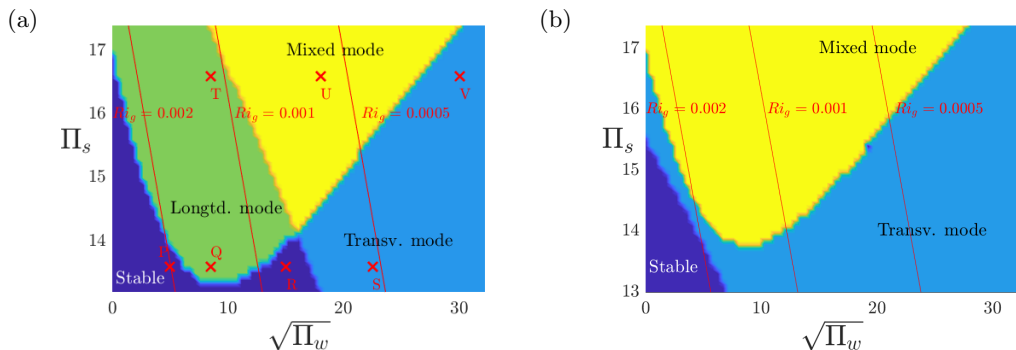 (a)
17
16
15
14
Π_s
Mixed mode
T
U
V
Ri_g = 0.002
Ri_g = 0.001
Ri_g = 0.0005
Longtd. mode
Transv. mode
Q
R
S
Stable
0
10
20
30
√Π_w
(b)
17
16
15
14
13
Π_s
Mixed mode
Ri_g = 0.002
Ri_g = 0.001
Ri_g = 0.0005
Transv. mode
Stable
0
10
20
30
√Π_w